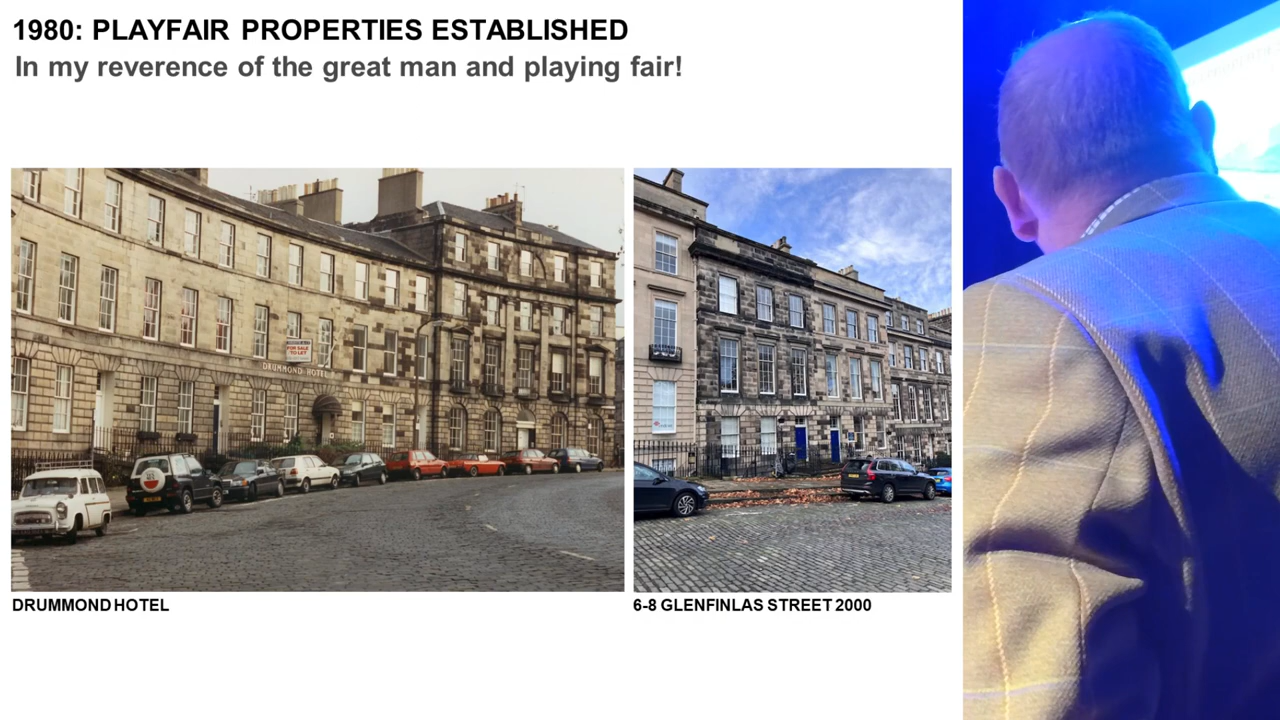 1980: PLAYFAIR PROPERTIES ESTABLISHED
In my reverence of the great man and playing fair!
FOR SALE
TO LET
DRUMMOND HOTEL
DRUMMOND HOTEL
6-8 GLENFINLAS STREET 2000